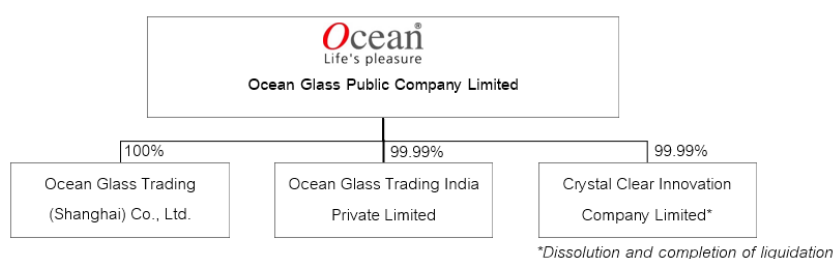 Ocean®
Life's pleasure
Ocean Glass Public Company Limited
100%
99.99%
99.99%
Ocean Glass Trading
(Shanghai) Co., Ltd.
Ocean Glass Trading India
Private Limited
Crystal Clear Innovation
Company Limited*
*Dissolution and completion of liquidation